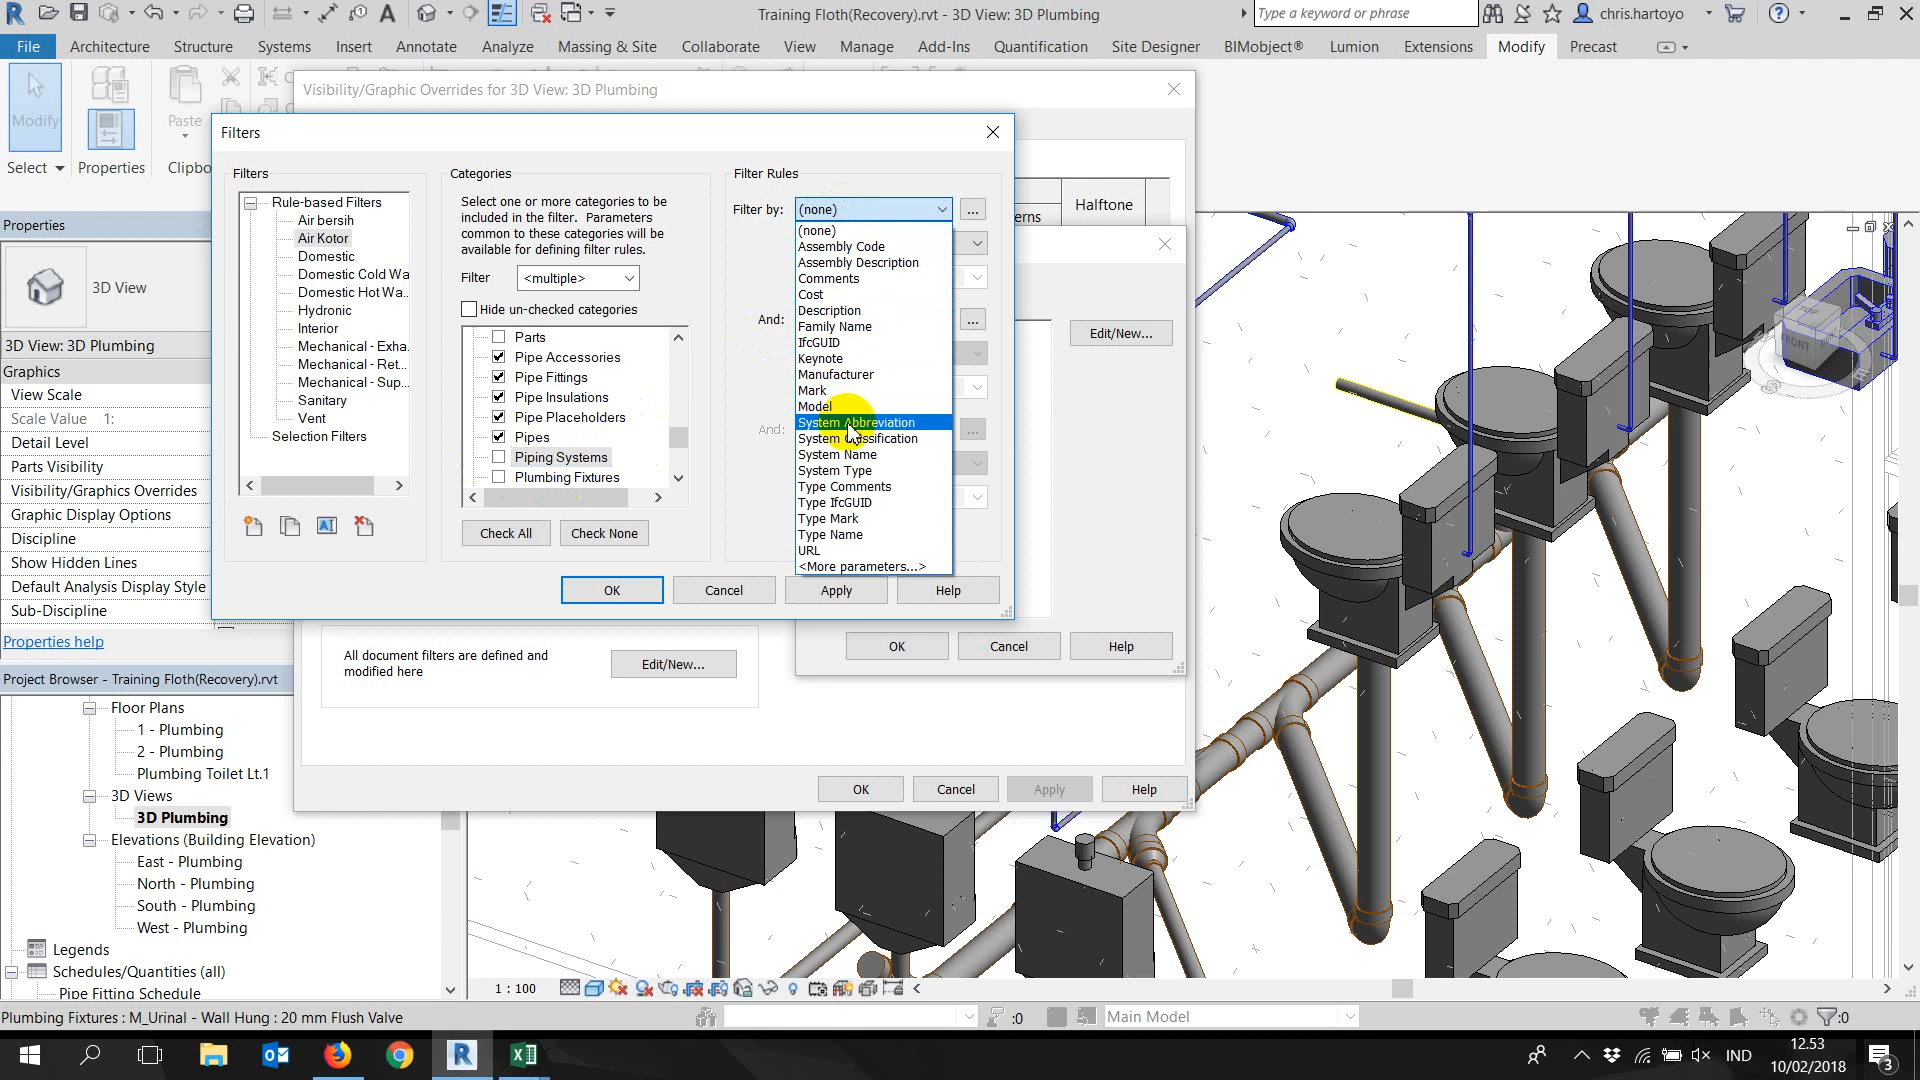 Training Floth(Recovery).rvt - 3D View: 3D Plumbing
Type a keyword or phrase
chris.hartoyo
File
Architecture
Structure
Systems
Insert
Annotate
Analyze
Massing & Site
Collaborate
View
Manage
Add-Ins
Quantification
Site Designer
BIMobject®
Lumion
Extensions
Modify
Precast
Modify
Paste
Select
Properties
Clipbo
Visibility/Graphic Overrides for 3D View: 3D Plumbing
Filters
Filters
Rule-based Filters
Air bersih
Air Kotor
Domestic
Domestic Cold Wa
Domestic Hot Wa...
Hydronic
Interior
Mechanical - Exha
Mechanical - Ret...
Mechanical - Sup...
Sanitary
Vent
Selection Filters
Categories
Select one or more categories to be
included in the filter. Parameters
common to these categories will be
available for defining filter rules.
Filter
<multiple>
Hide un-checked categories
Parts
Pipe Accessories
Pipe Fittings
Pipe Insulations
Pipe Placeholders
Pipes
Piping Systems
Plumbing Fixtures
Check All
Check None
Filter Rules
Filter by:
(none)
...
And:
...
And:
...
(none)
Assembly Code
Assembly Description
Comments
Cost
Description
Family Name
IfcGUID
Keynote
Manufacturer
Mark
Model
System Abbreviation
System Classification
System Name
System Type
Type Comments
Type IfcGUID
Type Mark
Type Name
URL
<More parameters...>
OK
Cancel
Apply
Help
erns
Halftone
Edit/New...
OK
Cancel
Help
All document filters are defined and
modified here
Edit/New...
OK
Cancel
Apply
Help
Properties
3D View
3D View: 3D Plumbing
Graphics
View Scale
Scale Value 1:
Detail Level
Parts Visibility
Visibility/Graphics Overrides
Graphic Display Options
Discipline
Show Hidden Lines
Default Analysis Display Style
Sub-Discipline
Properties help
Project Browser - Training Floth(Recovery).rvt
Floor Plans
1 - Plumbing
2 - Plumbing
Plumbing Toilet Lt.1
3D Views
3D Plumbing
Elevations (Building Elevation)
East - Plumbing
North - Plumbing
South - Plumbing
West - Plumbing
Legends
Schedules/Quantities (all)
Pipe Fitting Schedule
TOP
FRONT
S
1 : 100
Plumbing Fixtures : M_Urinal - Wall Hung : 20 mm Flush Valve
:0
Main Model
:0
IND
12.53
10/02/2018
3